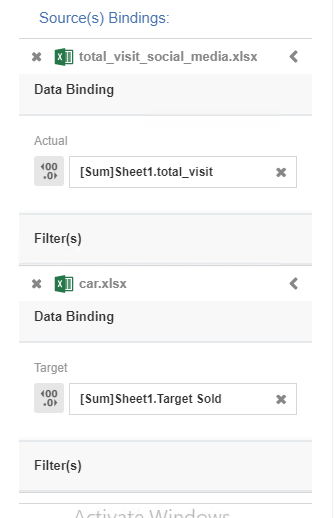 Source(s) Bindings:
total_visit_social_media.xlsx
Data Binding
Actual
[Sum]Sheet1.total_visit
Filter(s)
car.xlsx
Data Binding
Target
[Sum]Sheet1.Target Sold
Filter(s)
Activate Windows